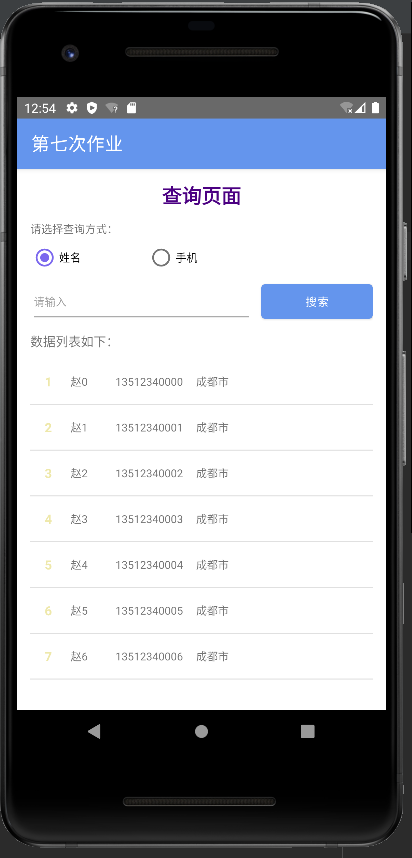 12:54
第七次作业
查询页面
请选择查询方式：
姓名 手机
请输入 搜索
数据列表如下：
1 赵0 13512340000 成都市
2 赵1 13512340001 成都市
3 赵2 13512340002 成都市
4 赵3 13512340003 成都市
5 赵4 13512340004 成都市
6 赵5 13512340005 成都市
7 赵6 13512340006 成都市